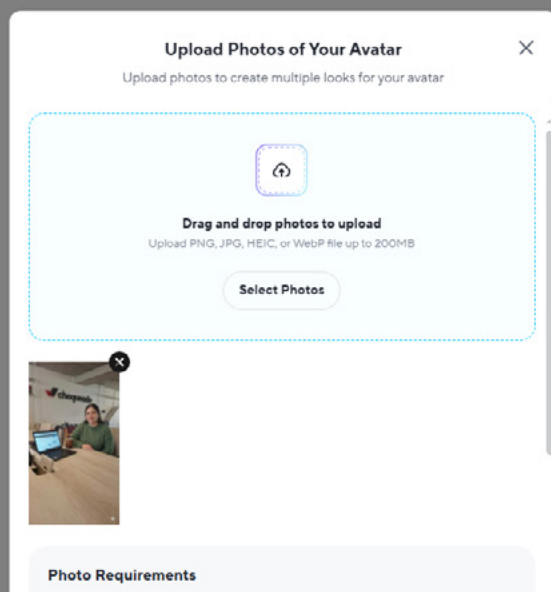 Upload Photos of Your Avatar
Upload photos to create multiple looks for your avatar
Drag and drop photos to upload
Upload PNG, JPG, HEIC, or WebP file up to 200MB
Select Photos
chequeado
Photo Requirements